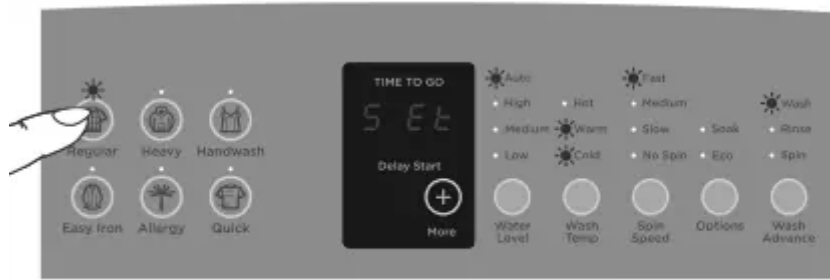 TIME TO GO
S Et
Delay Start
More
Regular Heavy Handwash
Easy Iron Allergy Quick
Auto Fast
High Hot Medium Wash
Medium Warm Slow Soak Rinse
Low Cold No Spin Eco Spin
Water Level
Wash Temp
Spin Speed
Options
Wash Advance